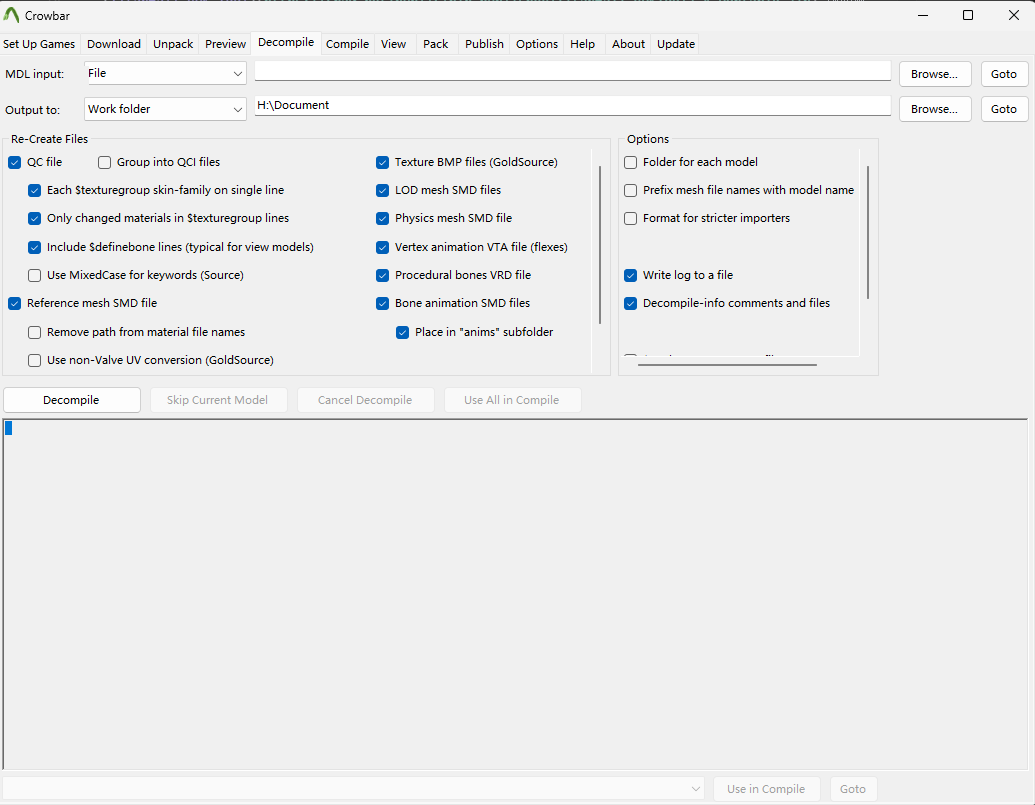 Crowbar
Set Up Games Download Unpack Preview Decompile Compile View Pack Publish Options Help About Update
MDL input: File Browse... Goto
Output to: Work folder H:\Document Browse... Goto
Re-Create Files
QC file Group into QCI files
Each $texturegroup skin-family on single line
Only changed materials in $texturegroup lines
Include $definebone lines (typical for view models)
Use MixedCase for keywords (Source)
Reference mesh SMD file
Remove path from material file names
Use non-Valve UV conversion (GoldSource)
Texture BMP files (GoldSource)
LOD mesh SMD files
Physics mesh SMD file
Vertex animation VTA file (flexes)
Procedural bones VRD file
Bone animation SMD files
Place in "anims" subfolder
Options
Folder for each model
Prefix mesh file names with model name
Format for stricter importers
Write log to a file
Decompile-info comments and files
Decompile Skip Current Model Cancel Decompile Use All in Compile
Use in Compile Goto